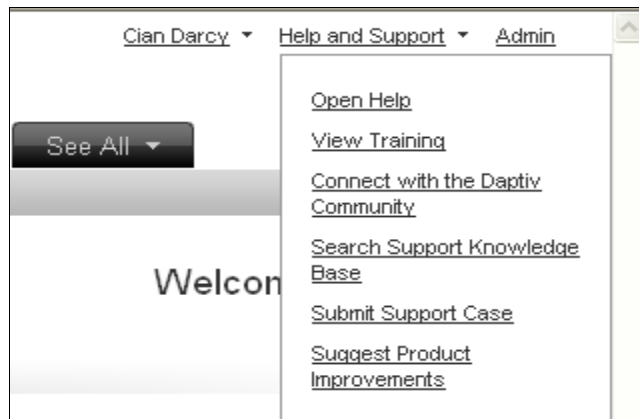 Cian Darcy Help and Support Admin
Open Help
See All
View Training
Connect with the Daptiv
Community
Search Support Knowledge
Base
Welcon
Submit Support Case
Suggest Product
Improvements